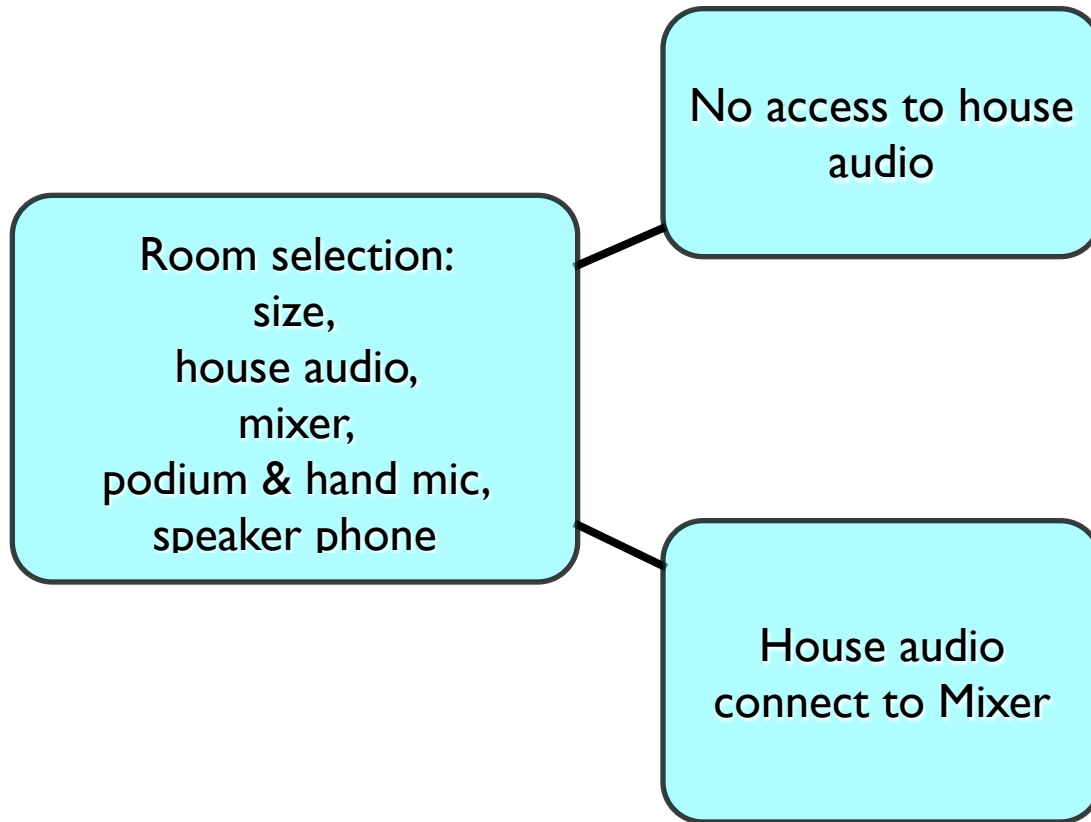 Room selection:
size,
house audio,
mixer,
podium & hand mic,
speaker phone
No access to house
audio
House audio
connect to Mixer